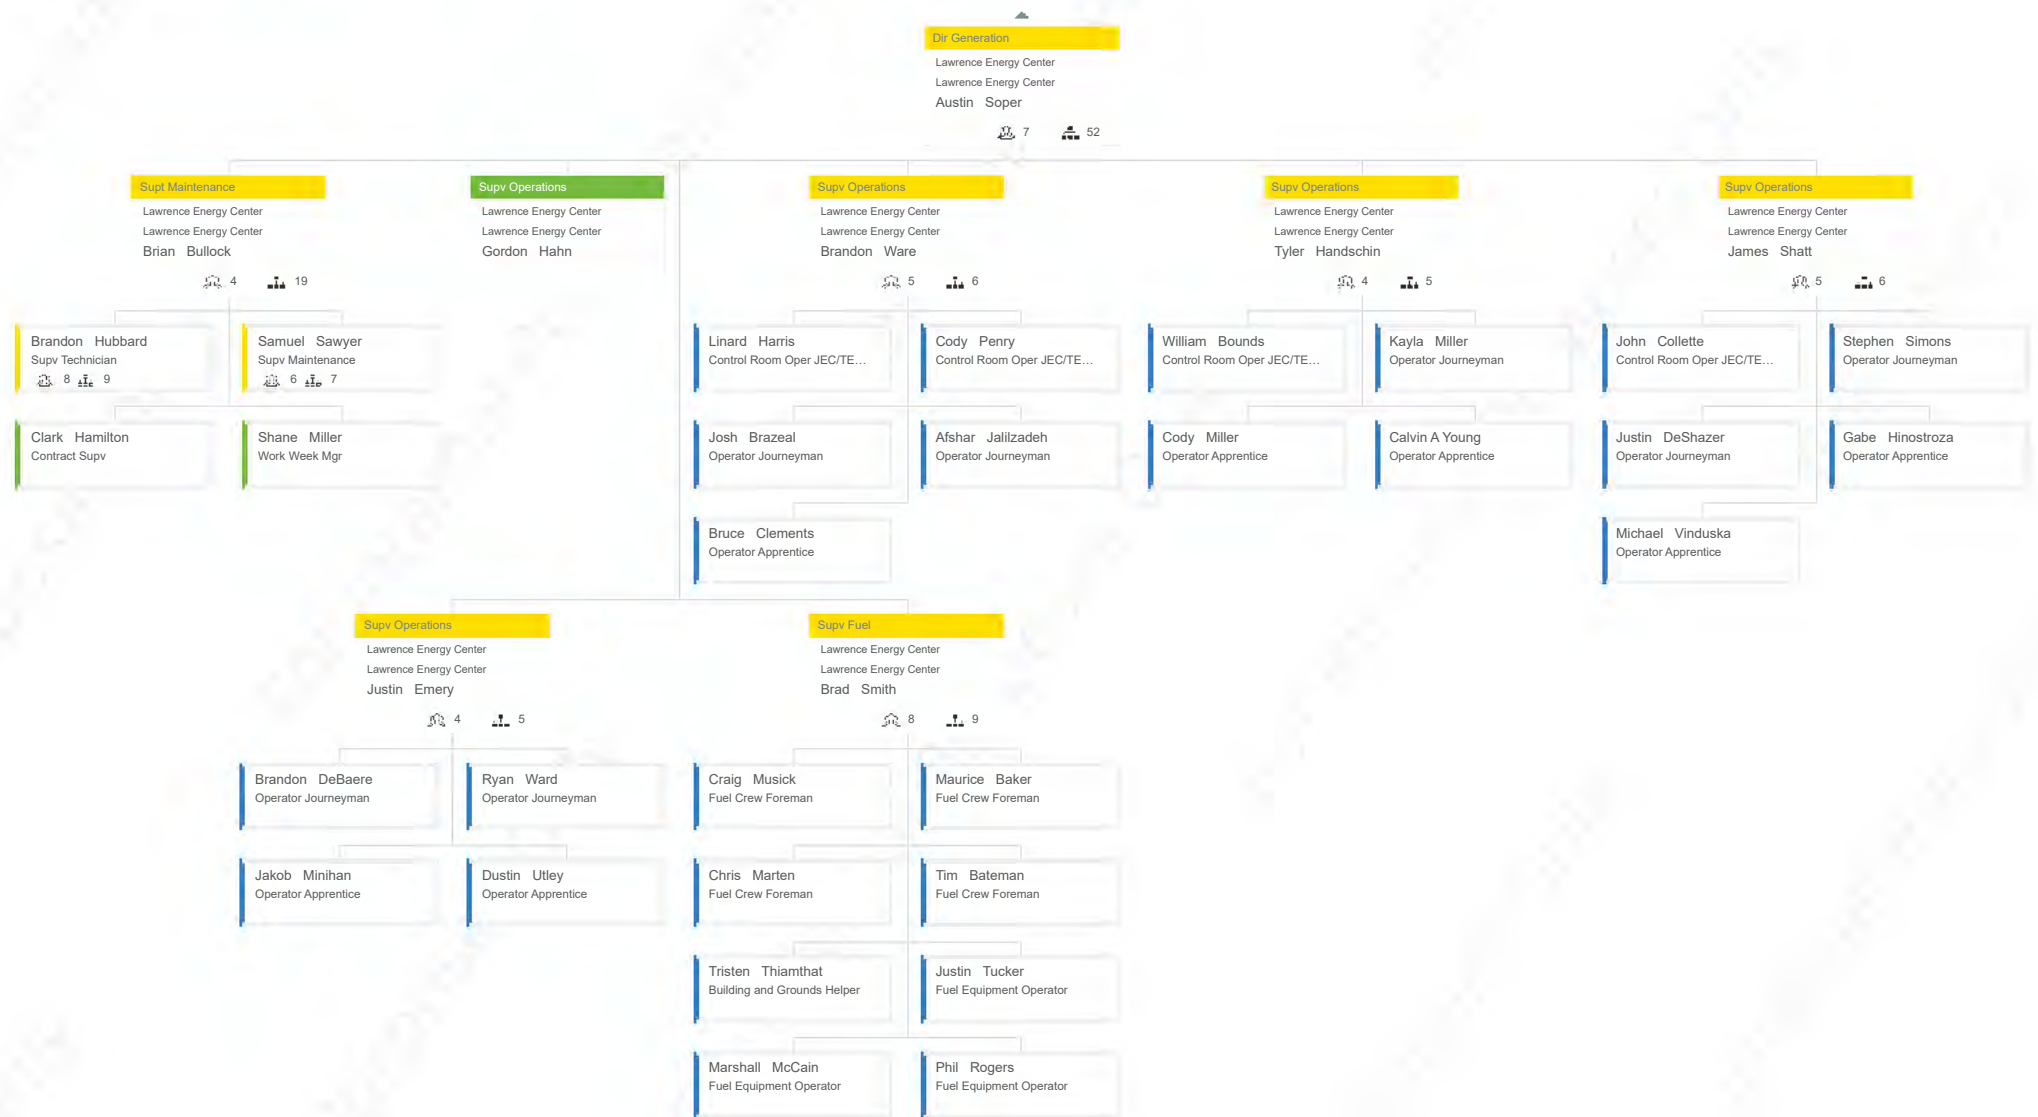 Dir Generation
Lawrence Energy Center
Lawrence Energy Center
Austin Soper
7 52
Supt Maintenance
Lawrence Energy Center
Lawrence Energy Center
Brian Bullock
4 19
Supv Operations
Lawrence Energy Center
Lawrence Energy Center
Gordon Hahn
Supv Operations
Lawrence Energy Center
Lawrence Energy Center
Brandon Ware
5 6
Supv Operations
Lawrence Energy Center
Lawrence Energy Center
Tyler Handschin
4 5
Supv Operations
Lawrence Energy Center
Lawrence Energy Center
James Shatt
5 6
Brandon Hubbard
Supv Technician
8 9
Samuel Sawyer
Supv Maintenance
6 7
Clark Hamilton
Contract Supv
Shane Miller
Work Week Mgr
Linard Harris
Control Room Oper JEC/TE...
Cody Penry
Control Room Oper JEC/TE...
Josh Brazeal
Operator Journeyman
Afshar Jalilzadeh
Operator Journeyman
Bruce Clements
Operator Apprentice
William Bounds
Control Room Oper JEC/TE...
Kayla Miller
Operator Journeyman
Cody Miller
Operator Apprentice
Calvin A Young
Operator Apprentice
John Collette
Control Room Oper JEC/TE...
Stephen Simons
Operator Journeyman
Justin DeShazer
Operator Journeyman
Gabe Hinostroza
Operator Apprentice
Michael Vinduska
Operator Apprentice
Supv Operations
Lawrence Energy Center
Lawrence Energy Center
Justin Emery
4 5
Supv Fuel
Lawrence Energy Center
Lawrence Energy Center
Brad Smith
8 9
Brandon DeBaere
Operator Journeyman
Ryan Ward
Operator Journeyman
Jakob Minihan
Operator Apprentice
Dustin Utley
Operator Apprentice
Craig Musick
Fuel Crew Foreman
Maurice Baker
Fuel Crew Foreman
Chris Marten
Fuel Crew Foreman
Tim Bateman
Fuel Crew Foreman
Tristen Thiamthat
Building and Grounds Helper
Justin Tucker
Fuel Equipment Operator
Marshall McCain
Fuel Equipment Operator
Phil Rogers
Fuel Equipment Operator